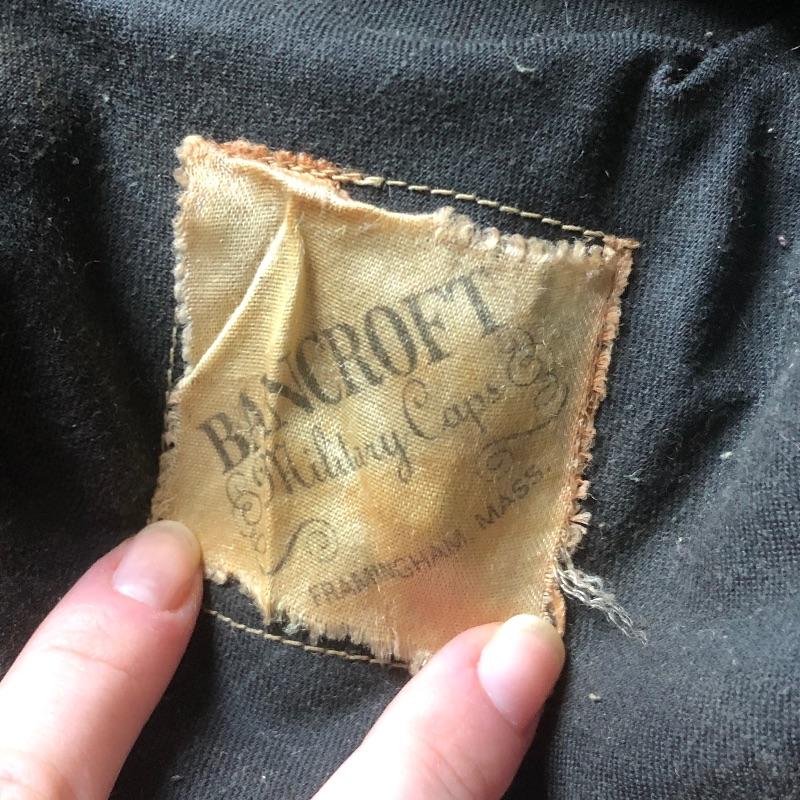 BANCROFT
Military Caps
FRAMINGHAM, MASS.